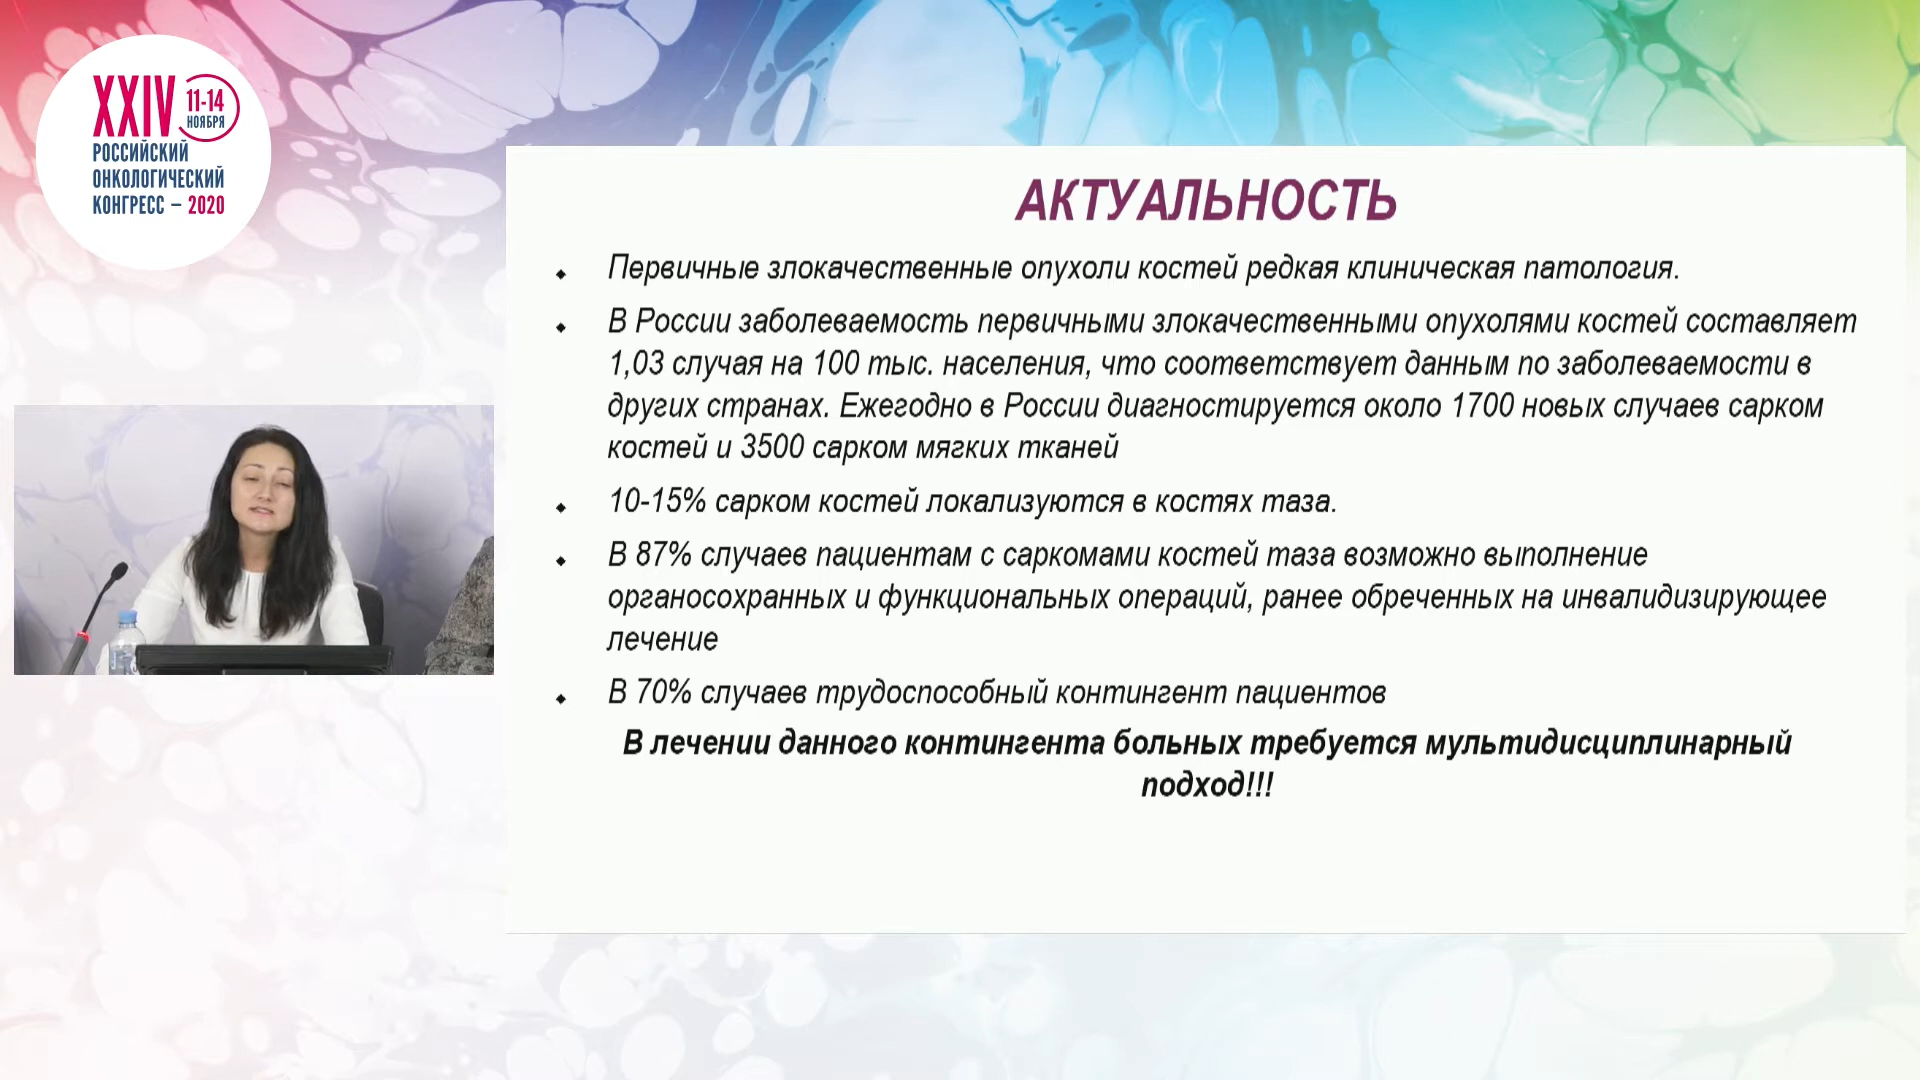 XXIV
11-14
НОЯБРЯ
РОССИЙСКИЙ
ОНКОЛОГИЧЕСКИЙ
КОНГРЕСС – 2020
АКТУАЛЬНОСТЬ
Первичные злокачественные опухоли костей редкая клиническая патология.
В России заболеваемость первичными злокачественными опухолями костей составляет
1,03 случая на 100 тыс. населения, что соответствует данным по заболеваемости в
других странах. Ежегодно в России диагностируется около 1700 новых случаев сарком
костей и 3500 сарком мягких тканей
10-15% сарком костей локализуются в костях таза.
В 87% случаев пациентам с саркомами костей таза возможно выполнение
органосохранных и функциональных операций, ранее обреченных на инвалидизирующее
лечение
В 70% случаев трудоспособный контингент пациентов
В лечении данного контингента больных требуется мультидисциплинарный
подход!!!